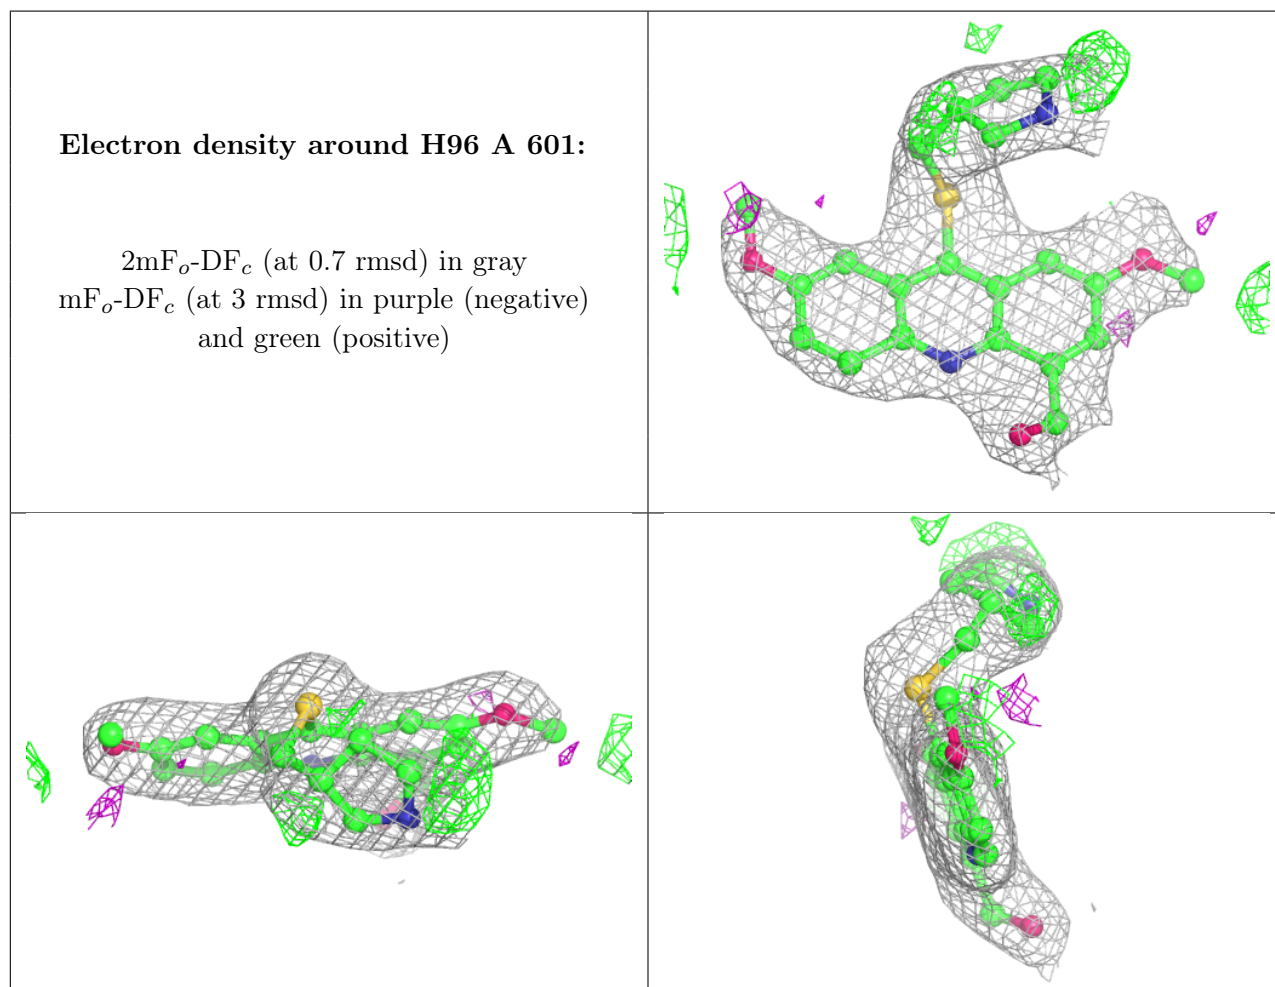 Electron density around H96 A 601:
2mFo-DFc (at 0.7 rmsd) in gray
mFo-DFc (at 3 rmsd) in purple (negative)
and green (positive)